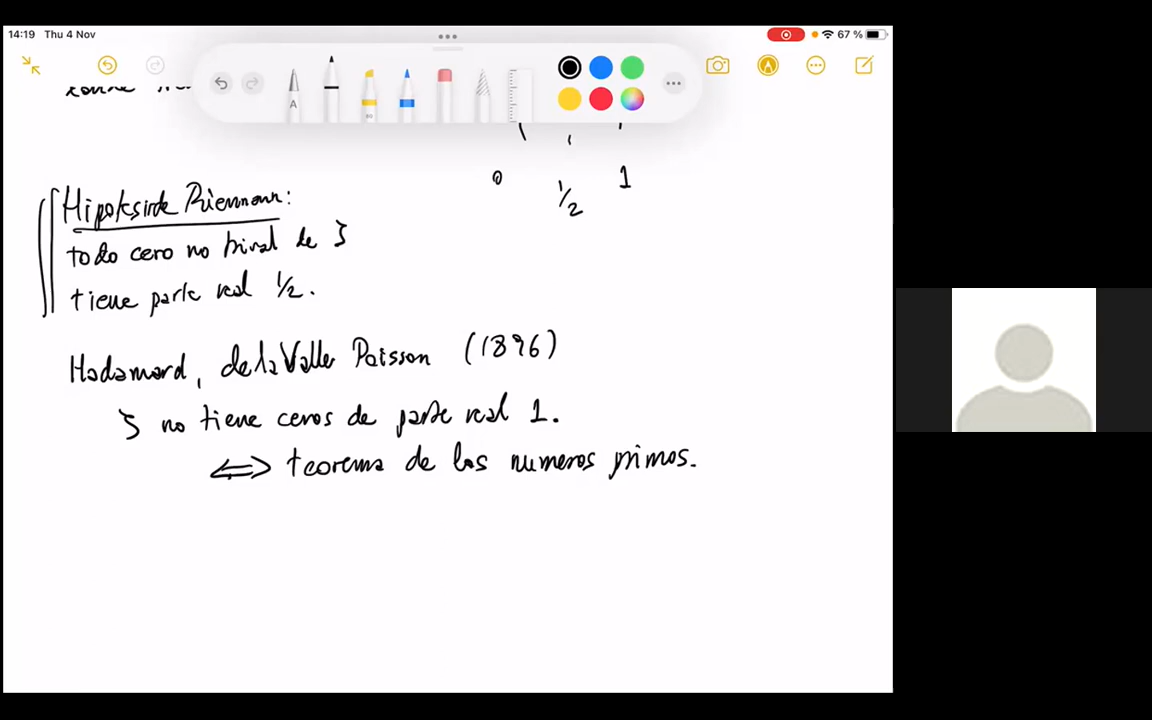 14:19 Thu 4 Nov
67 %
0 1/2 1
Hipotesis de Riemann:
todo cero no trivial de ζ
tiene parte real 1/2.
Hadamard, de la Vallee Poisson (1896)
ζ no tiene ceros de parte real 1.
⟺ teorema de los numeros primos.